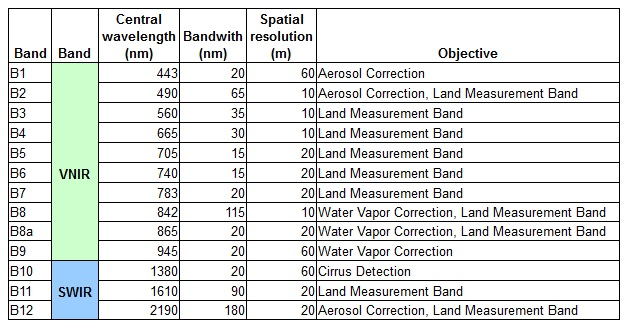 Band Band Central wavelength (nm) Bandwith (nm) Spatial resolution (m) Objective
B1 443 20 60 Aerosol Correction
B2 490 65 10 Aerosol Correction, Land Measurement Band
B3 560 35 10 Land Measurement Band
B4 665 30 10 Land Measurement Band
B5 705 15 20 Land Measurement Band
B6 VNIR 740 15 20 Land Measurement Band
B7 783 20 20 Land Measurement Band
B8 842 115 10 Water Vapor Correction, Land Measurement Band
B8a 865 20 20 Water Vapor Correction, Land Measurement Band
B9 945 20 60 Water Vapor Correction
B10 1380 20 60 Cirrus Detection
B11 SWIR 1610 90 20 Land Measurement Band
B12 2190 180 20 Aerosol Correction, Land Measurement Band